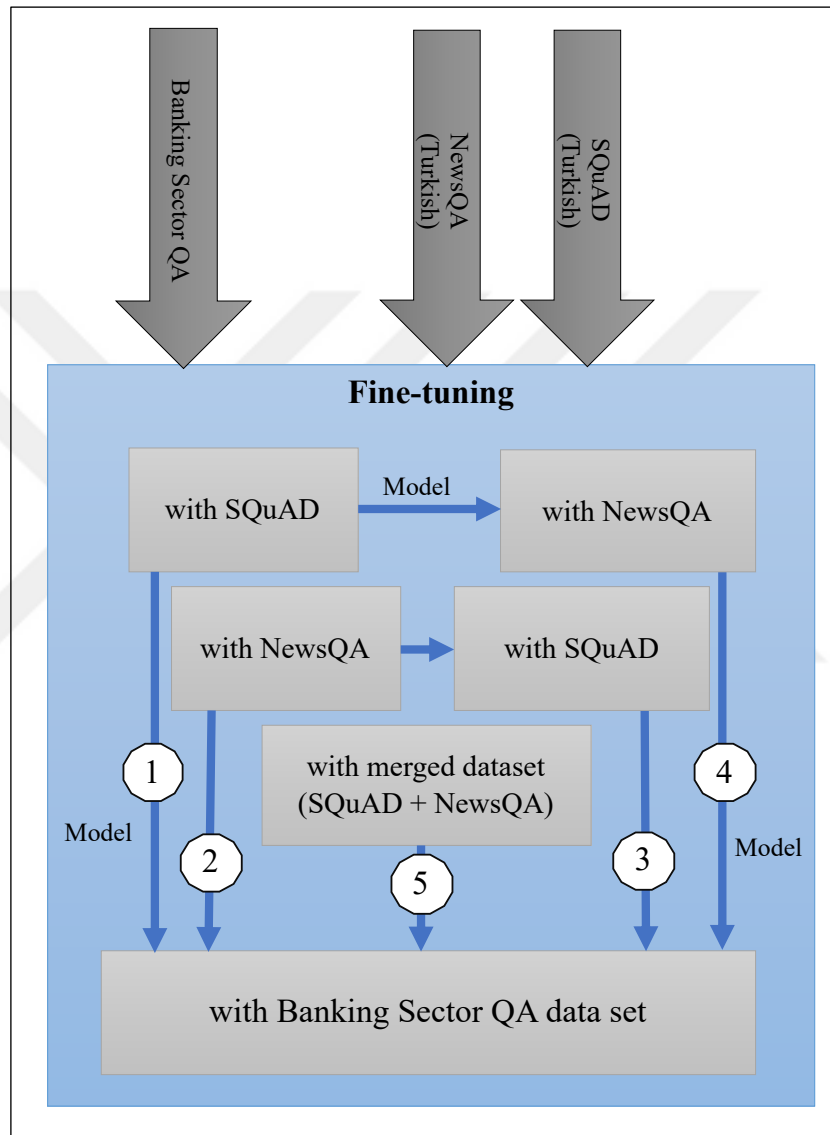 Banking Sector QA
NewsQA
(Turkish)
SQuAD
(Turkish)
Fine-tuning
with SQuAD
Model
with NewsQA
with NewsQA
with SQuAD
with merged dataset
(SQuAD + NewsQA)
1
2
5
3
4
Model
Model
with Banking Sector QA data set